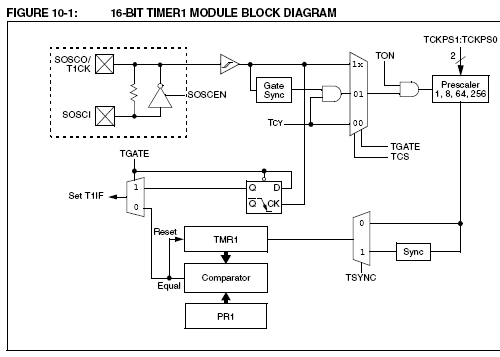 FIGURE 10-1: 16-BIT TIMER1 MODULE BLOCK DIAGRAM
TCKPS1:TCKPS0
2
SOSCO/
T1CK
SOSCI
SOSCEN
Gate
Sync
TCY
1x
01
00
TON
Prescaler
1, 8, 64, 256
TGATE
TCS
TGATE
Set T1IF
1
0
Q D
Q CK
Reset
TMR1
Equal
Comparator
PR1
0
1
Sync
TSYNC